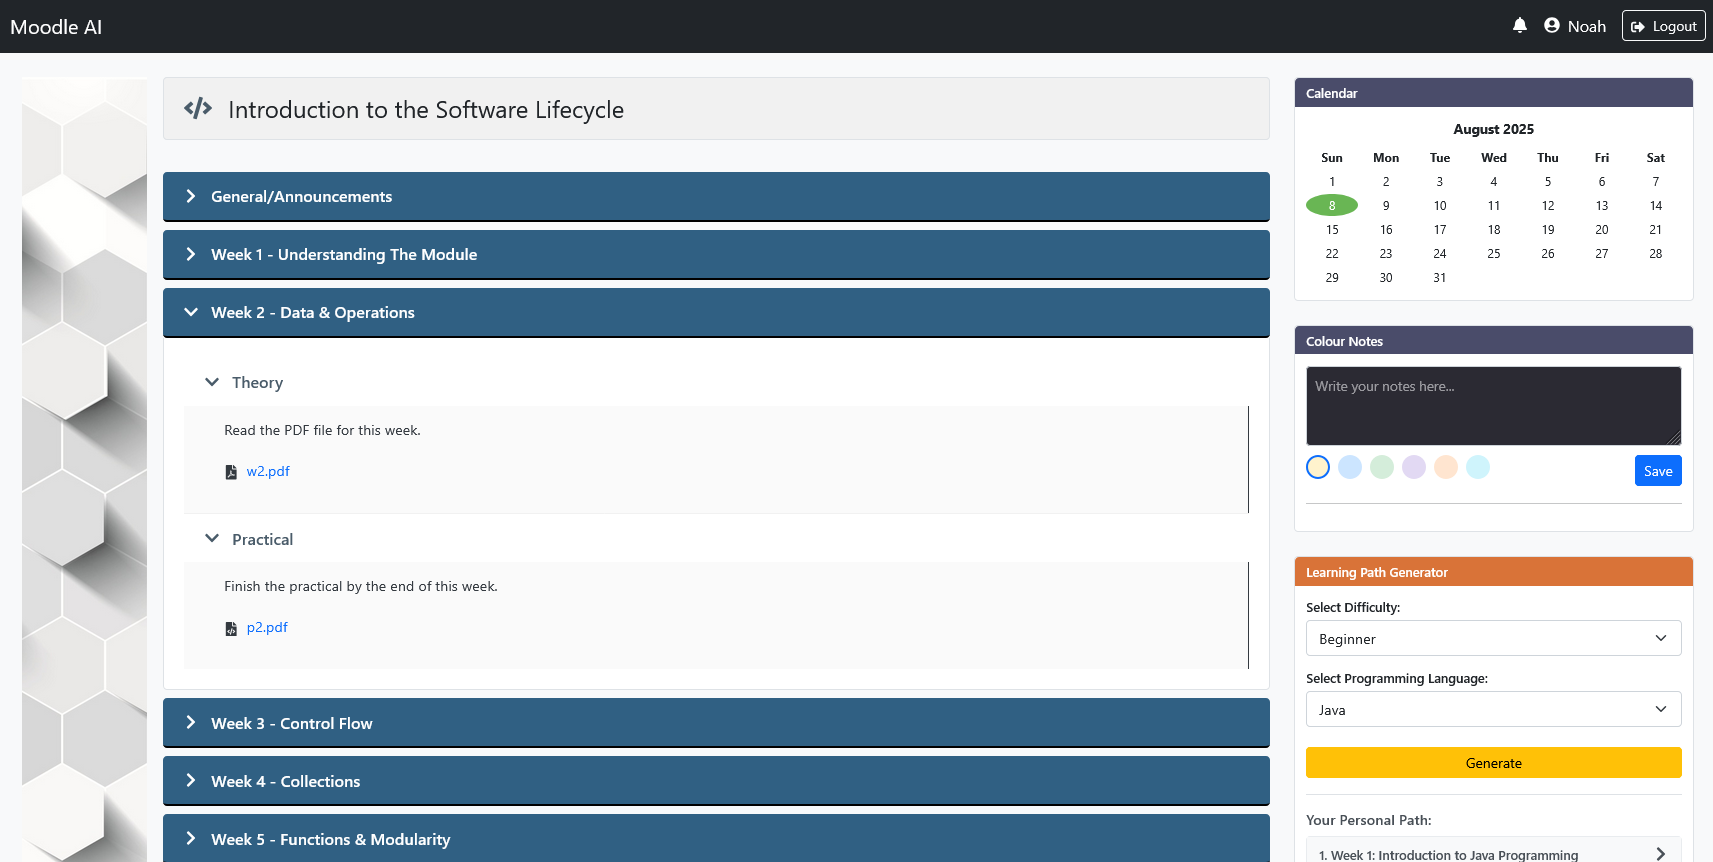 Moodle AI
Noah
Logout
Introduction to the Software Lifecycle
General/Announcements
Week 1 - Understanding The Module
Week 2 - Data & Operations
Theory
Read the PDF file for this week.
w2.pdf
Practical
Finish the practical by the end of this week.
p2.pdf
Week 3 - Control Flow
Week 4 - Collections
Week 5 - Functions & Modularity
Calendar
August 2025
Sun Mon Tue Wed Thu Fri Sat
1 2 3 4 5 6 7
8 9 10 11 12 13 14
15 16 17 18 19 20 21
22 23 24 25 26 27 28
29 30 31
Colour Notes
Write your notes here...
Save
Learning Path Generator
Select Difficulty:
Beginner
Select Programming Language:
Java
Generate
Your Personal Path:
1. Week 1: Introduction to Java Programming